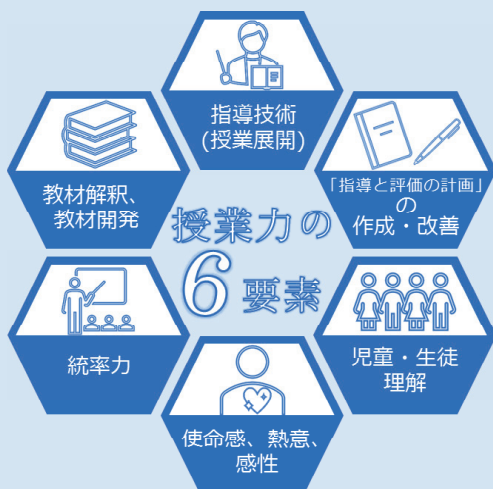 指導技術
(授業展開)
「指導と評価の計画」
の
作成・改善
児童・生徒
理解
使命感、熱意、
感性
統率力
教材解釈、
教材開発
授業力の
6要素